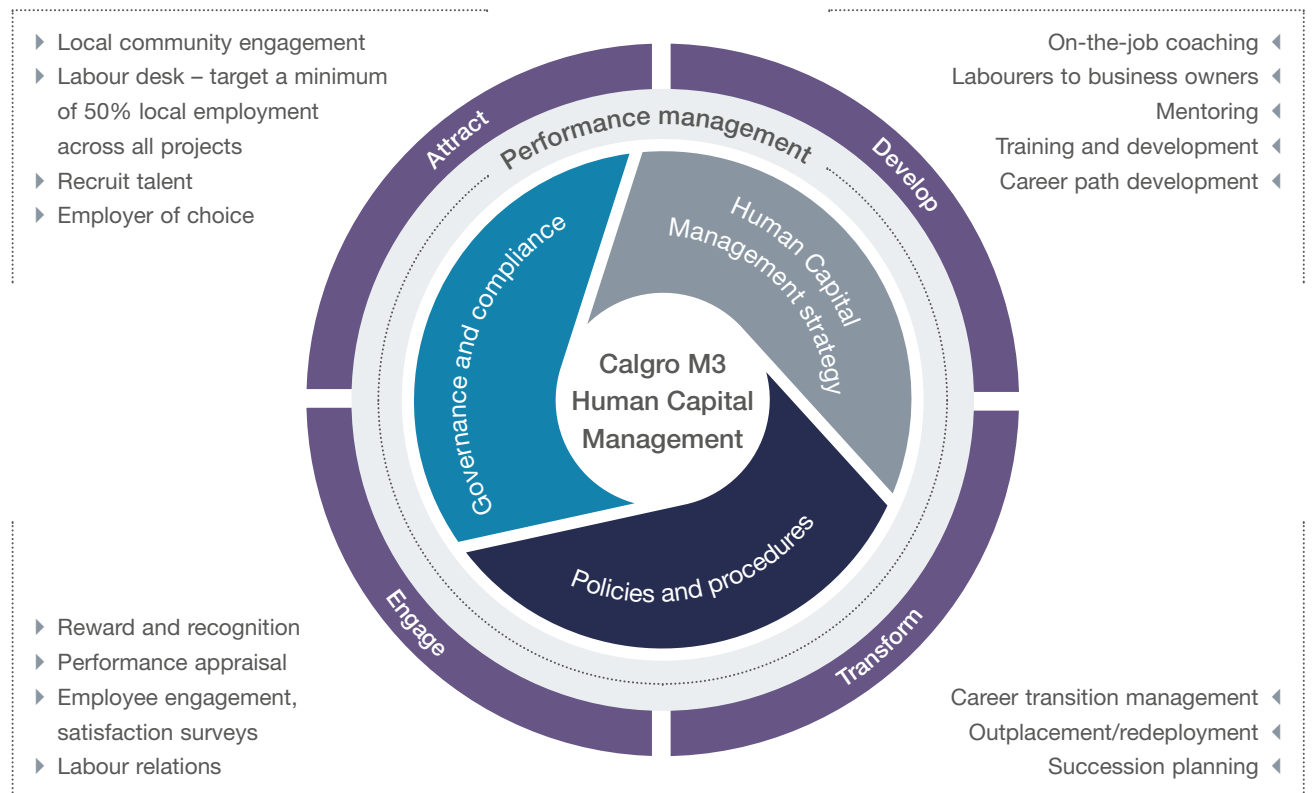 Local community engagement
Labour desk – target a minimum
of 50% local employment
across all projects
Recruit talent
Employer of choice
On-the-job coaching
Labourers to business owners
Mentoring
Training and development
Career path development
Attract
Develop
Performance management
Governance and compliance
Human Capital
Management strategy
Calgro M3
Human Capital
Management
Policies and procedures
Engage
Transform
Reward and recognition
Performance appraisal
Employee engagement,
satisfaction surveys
Labour relations
Career transition management
Outplacement/redeployment
Succession planning